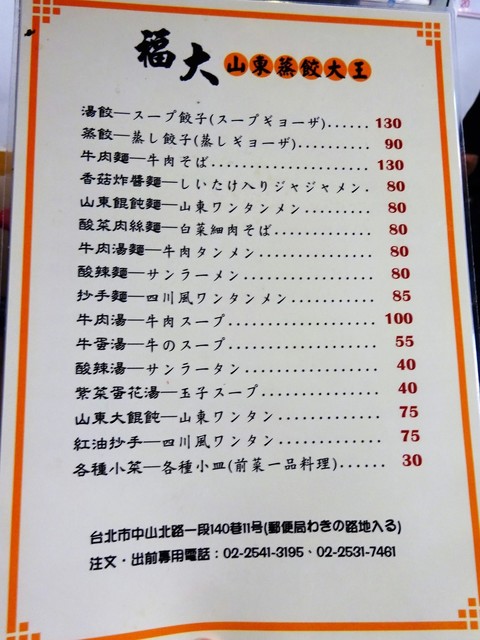 福大 山東蒸餃大王
湯餃—スープ餃子(スープギョーザ)...... 130
蒸餃—蒸し餃子(蒸しギョーザ)......... 90
牛肉麵—牛肉そば.................... 130
香菇炸醬麵—しいたけ入りジャジャメン. 80
山東餛飩麵—山東ワンタンメン......... 80
酸菜肉絲麵—白菜細肉そば............ 80
牛肉湯麵—牛肉タンメン.............. 80
酸辣麵—サンラーメン................ 80
抄手麵—四川風ワンタンメン........... 85
牛肉湯—牛肉スープ................. 100
牛蛋湯—牛のスープ................. 55
酸辣湯—サンラータン................ 40
紫菜蛋花湯—玉子スープ.............. 40
山東大餛飩—山東ワンタン............. 75
紅油抄手—四川風ワンタン............. 75
各種小菜—各種小皿(前菜一品料理)...... 30
台北市中山北路一段140巷11号(郵便局わきの路地入る)
注文・出前專用電話：02-2541-3195、02-2531-7461